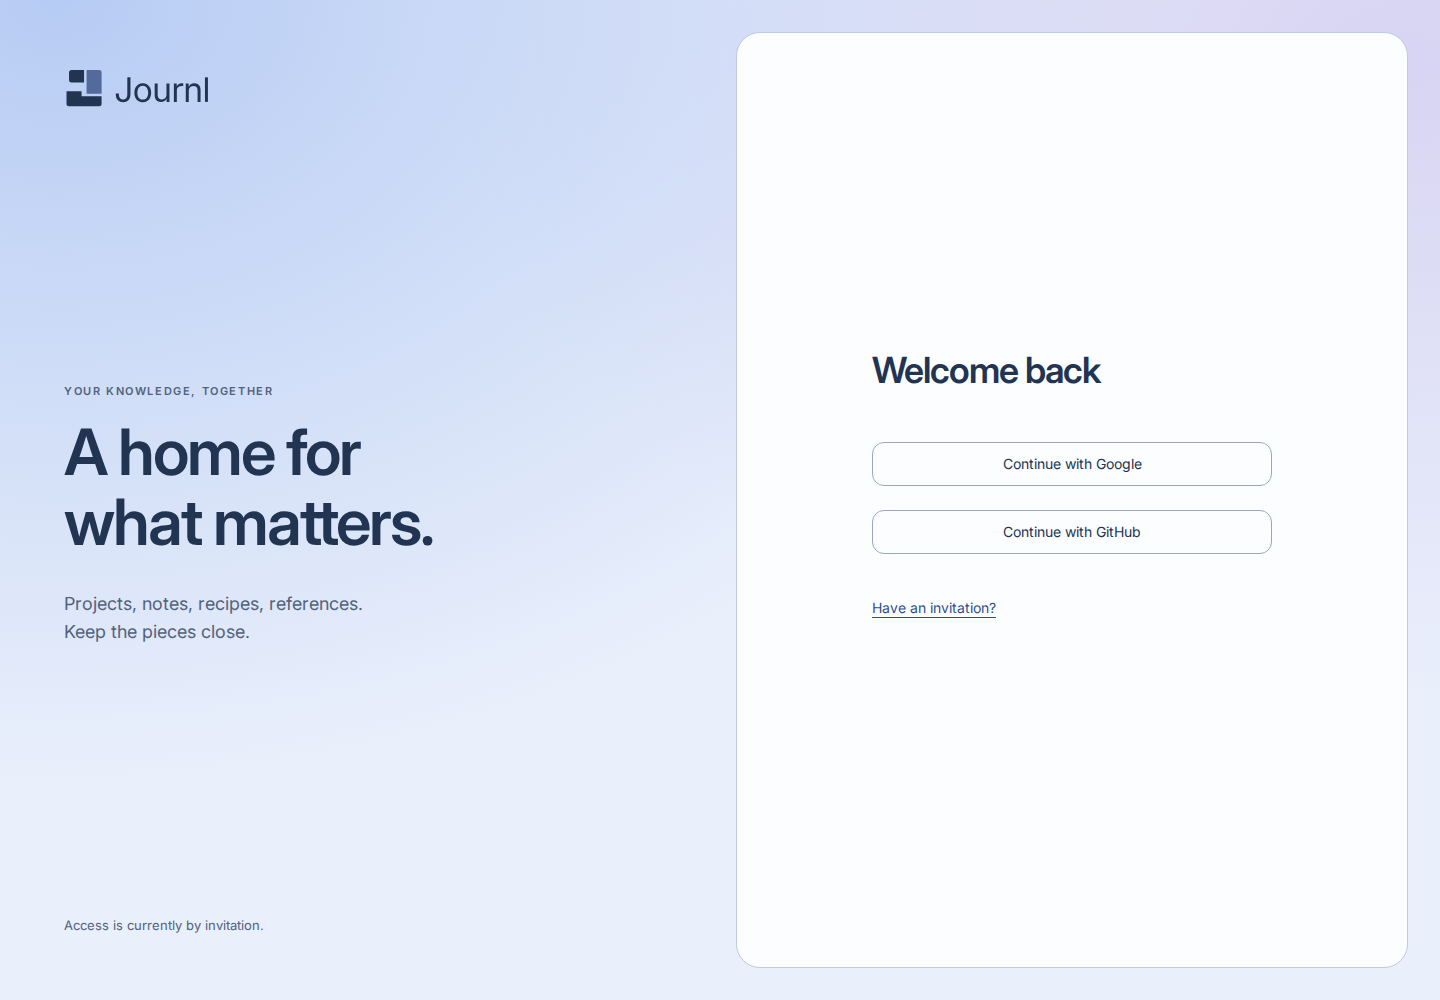 Journl
YOUR KNOWLEDGE, TOGETHER
A home for
what matters.
Projects, notes, recipes, references.
Keep the pieces close.
Access is currently by invitation.
Welcome back
Continue with Google
Continue with GitHub
Have an invitation?